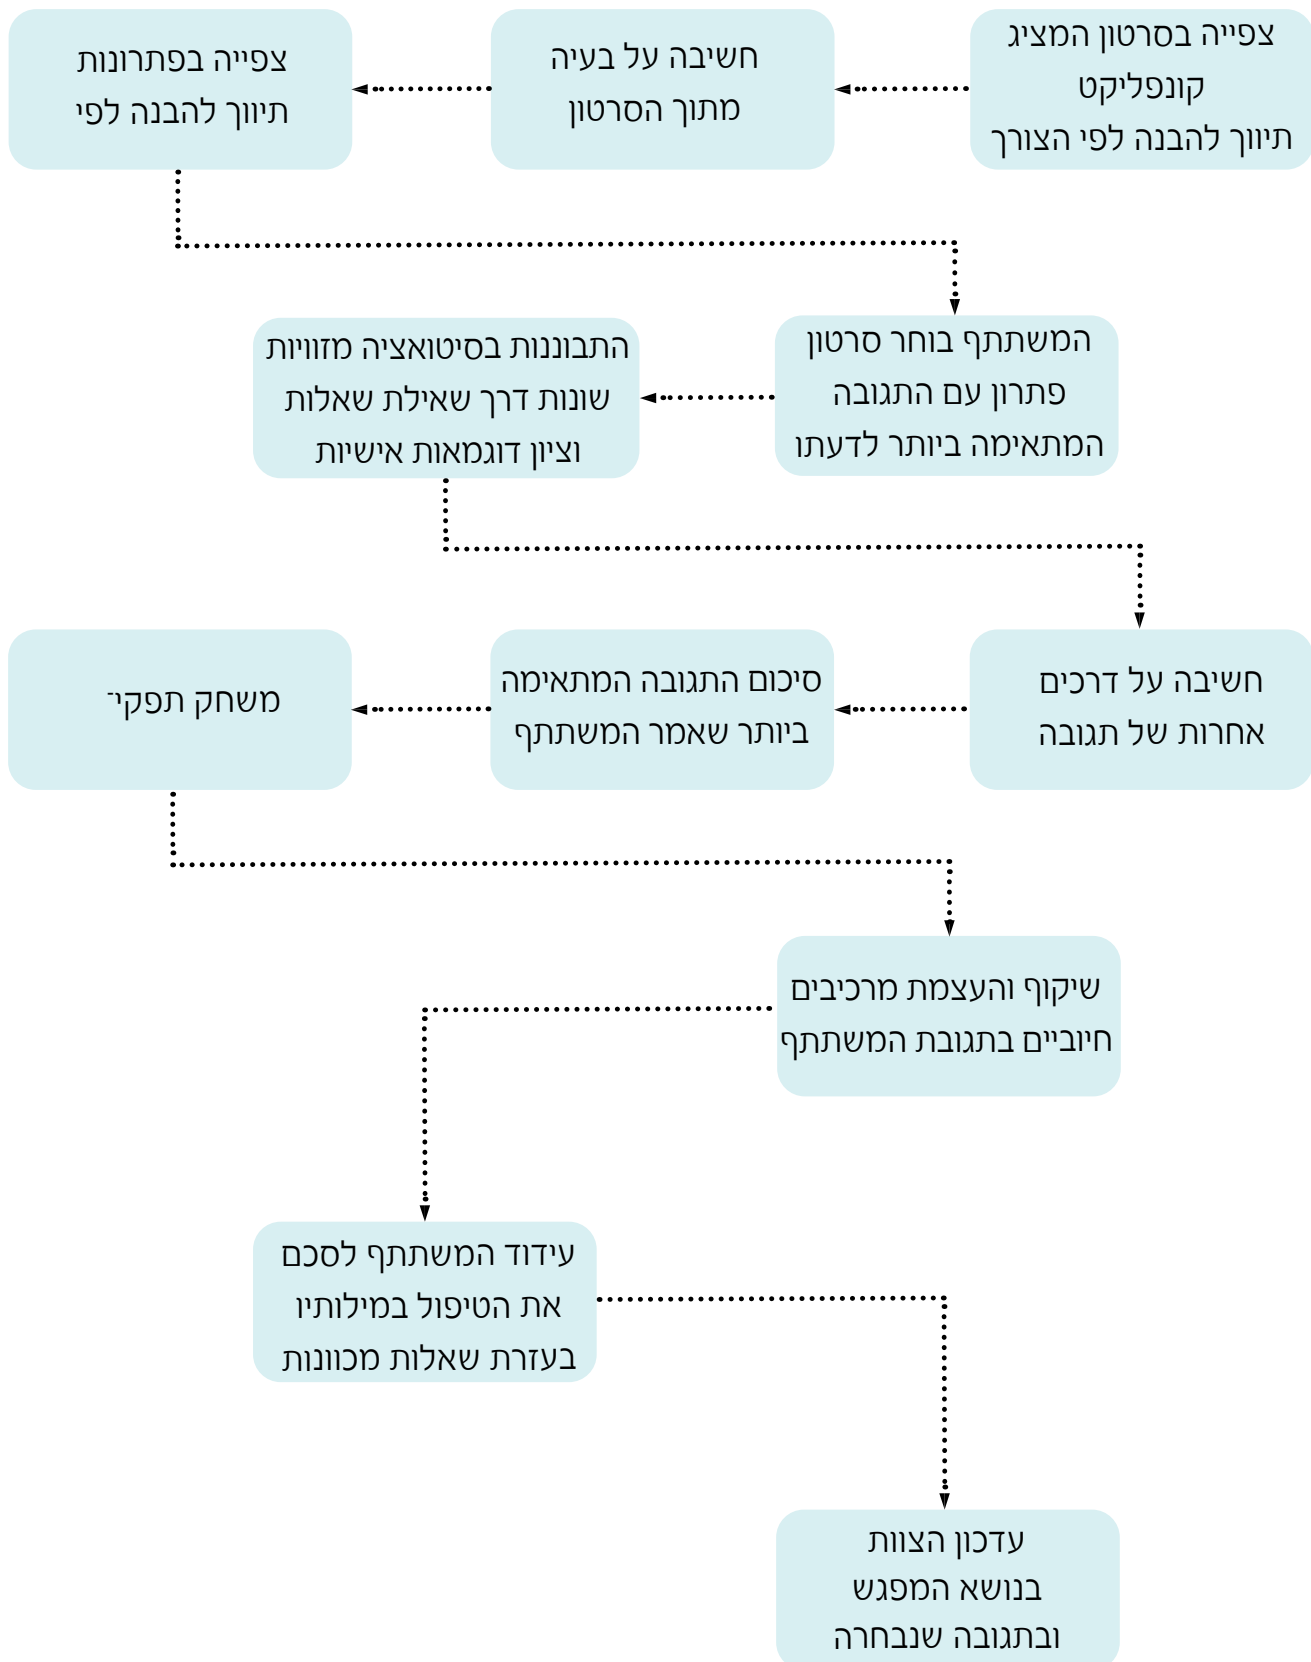 צפייה בסרטון המציג
קונפליקט
תיווך להבנה לפי הצורך
חשיבה על בעיה
מתוך הסרטון
צפייה בפתרונות
תיווך להבנה לפי
המשתתף בוחר סרטון
פתרון עם התגובה
המתאימה ביותר לדעתו
התבוננות בסיטואציה מזוויות
שונות דרך שאילת שאלות
וציון דוגמאות אישיות
חשיבה על דרכים
אחרות של תגובה
סיכום התגובה המתאימה
ביותר שאמר המשתתף
משחק תפקי־
שיקוף והעצמת מרכיבים
חיוביים בתגובת המשתתף
עידוד המשתתף לסכם
את הטיפול במילותיו
בעזרת שאלות מכוונות
עדכון הצוות
בנושא המפגש
ובתגובה שנבחרה